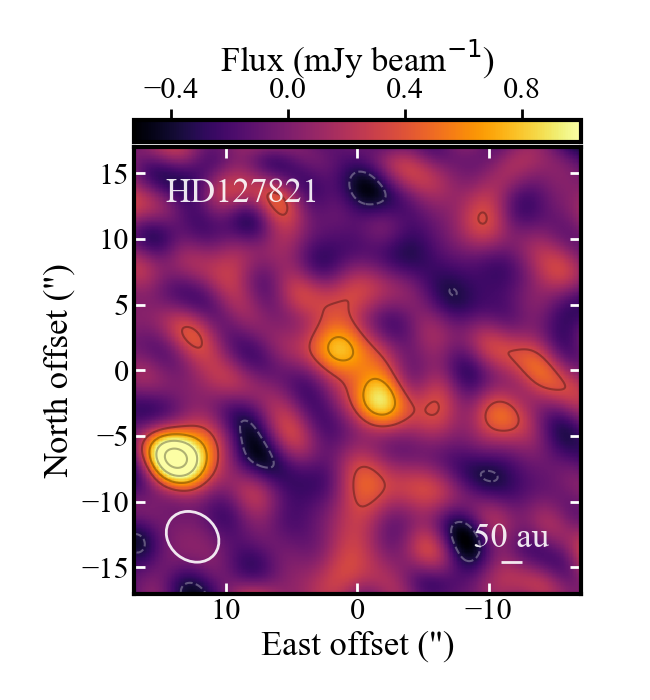 Flux (mJy beam⁻¹)
−0.4 0.0 0.4 0.8
HD127821
15
10
5
0
−5
−10
−15
50 au
10 0 −10
East offset (")
North offset (")